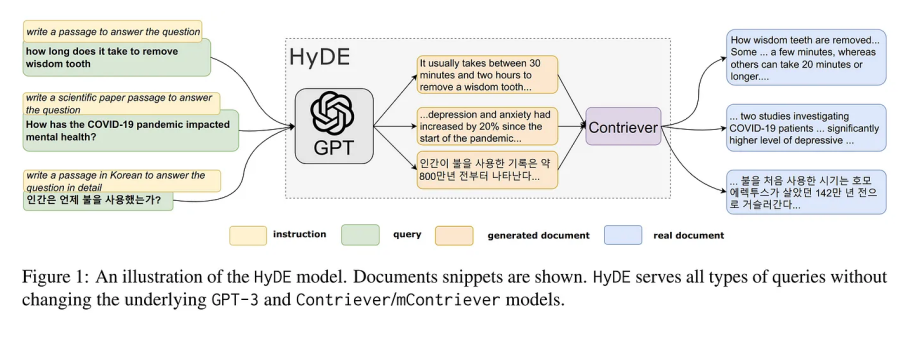 write a passage to answer the question
how long does it take to remove
wisdom tooth
write a scientific paper passage to answer
the question
How has the COVID-19 pandemic impacted
mental health?
write a passage in Korean to answer the
question in detail
인간은 언제 불을 사용했는가?
HyDE
GPT
It usually takes between 30
minutes and two hours to
remove a wisdom tooth...
...depression and anxiety had
increased by 20% since the
start of the pandemic...
인간이 불을 사용한 기록은 약
800만년 전부터 나타난다...
Contriever
How wisdom teeth are removed...
Some ... a few minutes, whereas
others can take 20 minutes or
longer....
... two studies investigating
COVID-19 patients ... significantly
higher level of depressive ...
... 불을 처음 사용한 시기는 호모
에렉투스가 살았던 142만 년 전으
로 거슬러간다...
instruction
query
generated document
real document
Figure 1: An illustration of the HyDE model. Documents snippets are shown. HyDE serves all types of queries without
changing the underlying GPT-3 and Contriever/mContriever models.